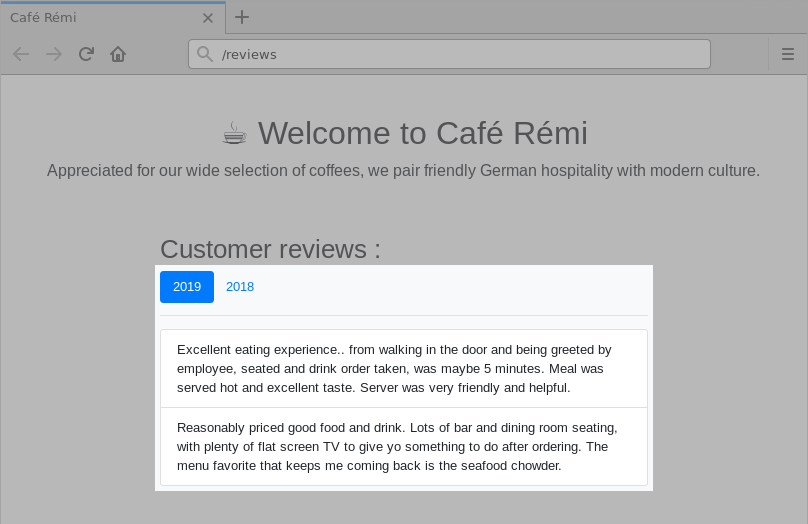 Café Rémi
/reviews
☕ Welcome to Café Rémi
Appreciated for our wide selection of coffees, we pair friendly German hospitality with modern culture.
Customer reviews :
2019 2018
Excellent eating experience.. from walking in the door and being greeted by
employee, seated and drink order taken, was maybe 5 minutes. Meal was
served hot and excellent taste. Server was very friendly and helpful.
Reasonably priced good food and drink. Lots of bar and dining room seating,
with plenty of flat screen TV to give yo something to do after ordering. The
menu favorite that keeps me coming back is the seafood chowder.